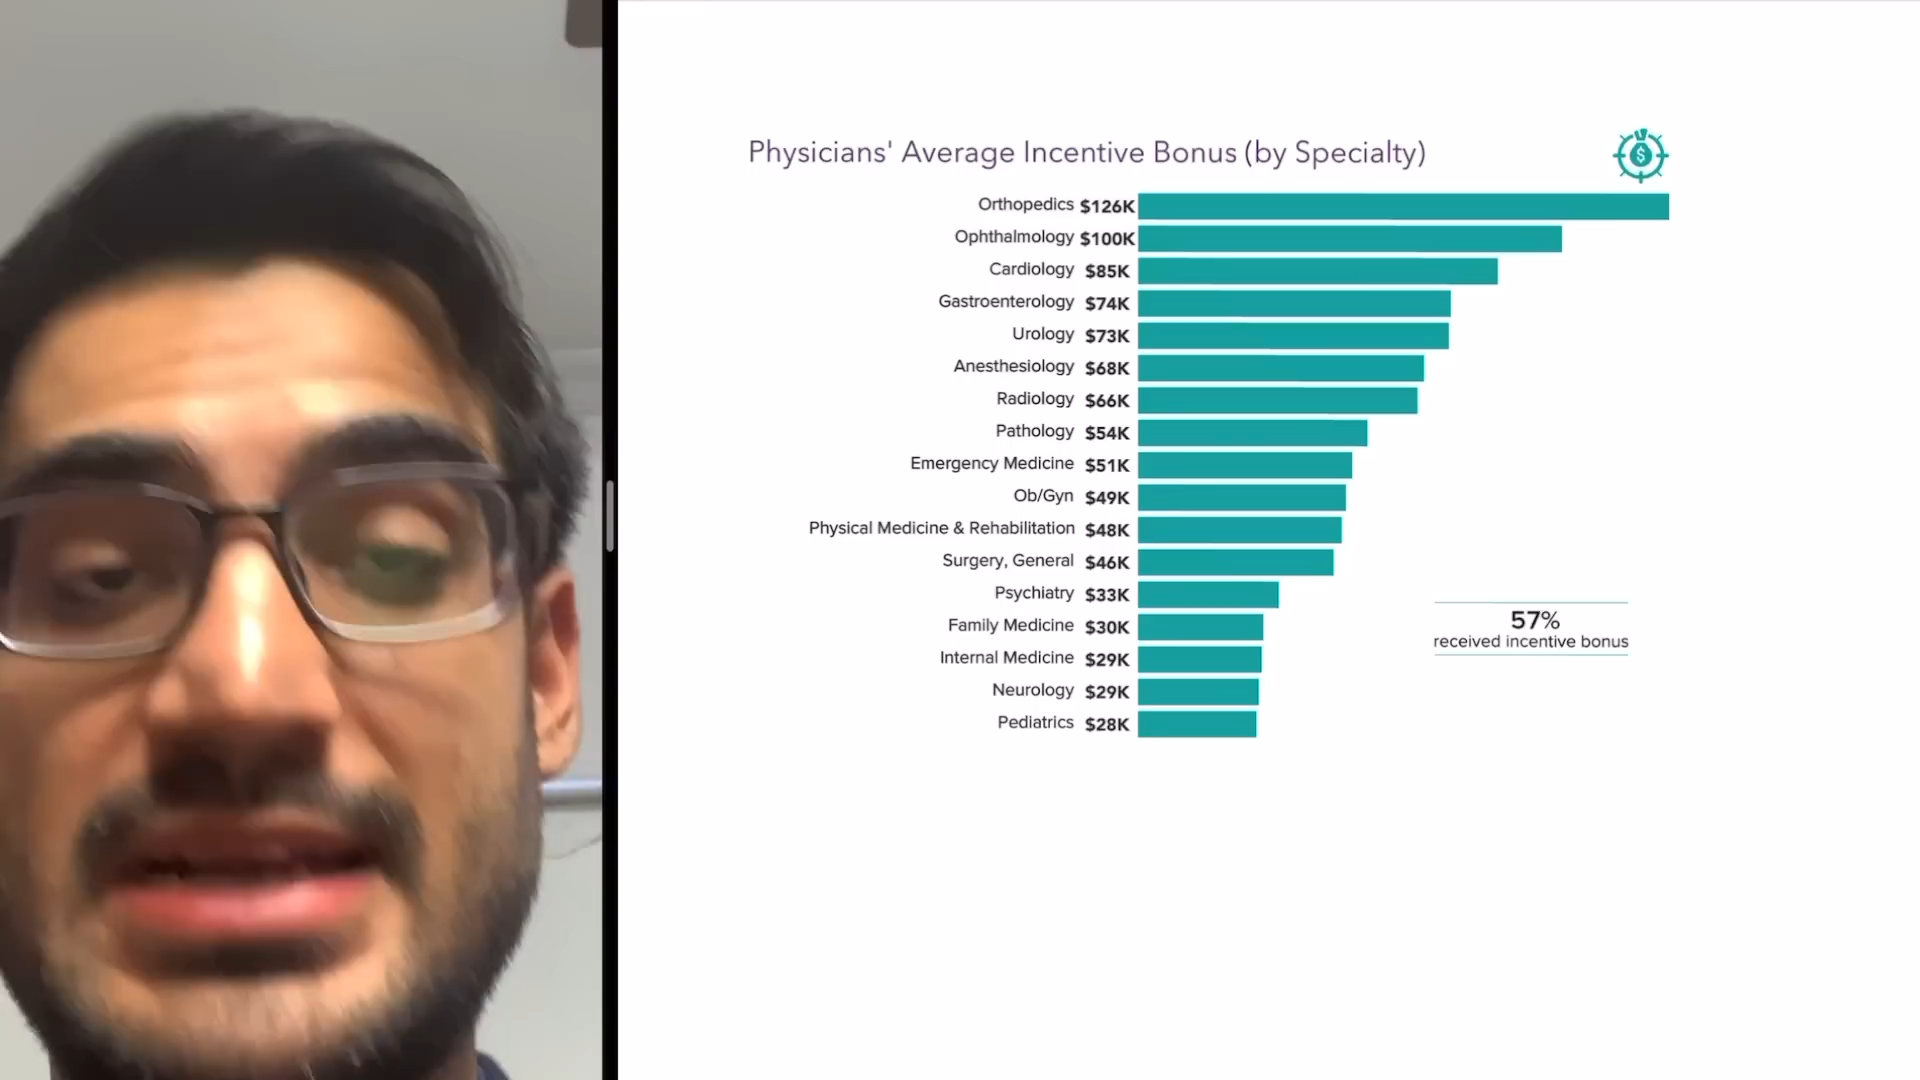 Physicians' Average Incentive Bonus (by Specialty)
$
Orthopedics $126K
Ophthalmology $100K
Cardiology $85K
Gastroenterology $74K
Urology $73K
Anesthesiology $68K
Radiology $66K
Pathology $54K
Emergency Medicine $51K
Ob/Gyn $49K
Physical Medicine & Rehabilitation $48K
Surgery, General $46K
Psychiatry $33K
Family Medicine $30K
Internal Medicine $29K
Neurology $29K
Pediatrics $28K
57%
received incentive bonus